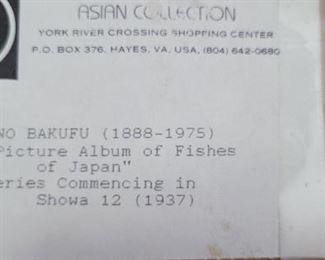 ASIAN COLLECTION
YORK RIVER CROSSING SHOPPING CENTER
P.O. BOX 376, HAYES, VA. USA, (804) 642-0680
NO BAKUFU (1888-1975)
Picture Album of Fishes
of Japan"
eries Commencing in
Showa 12 (1937)